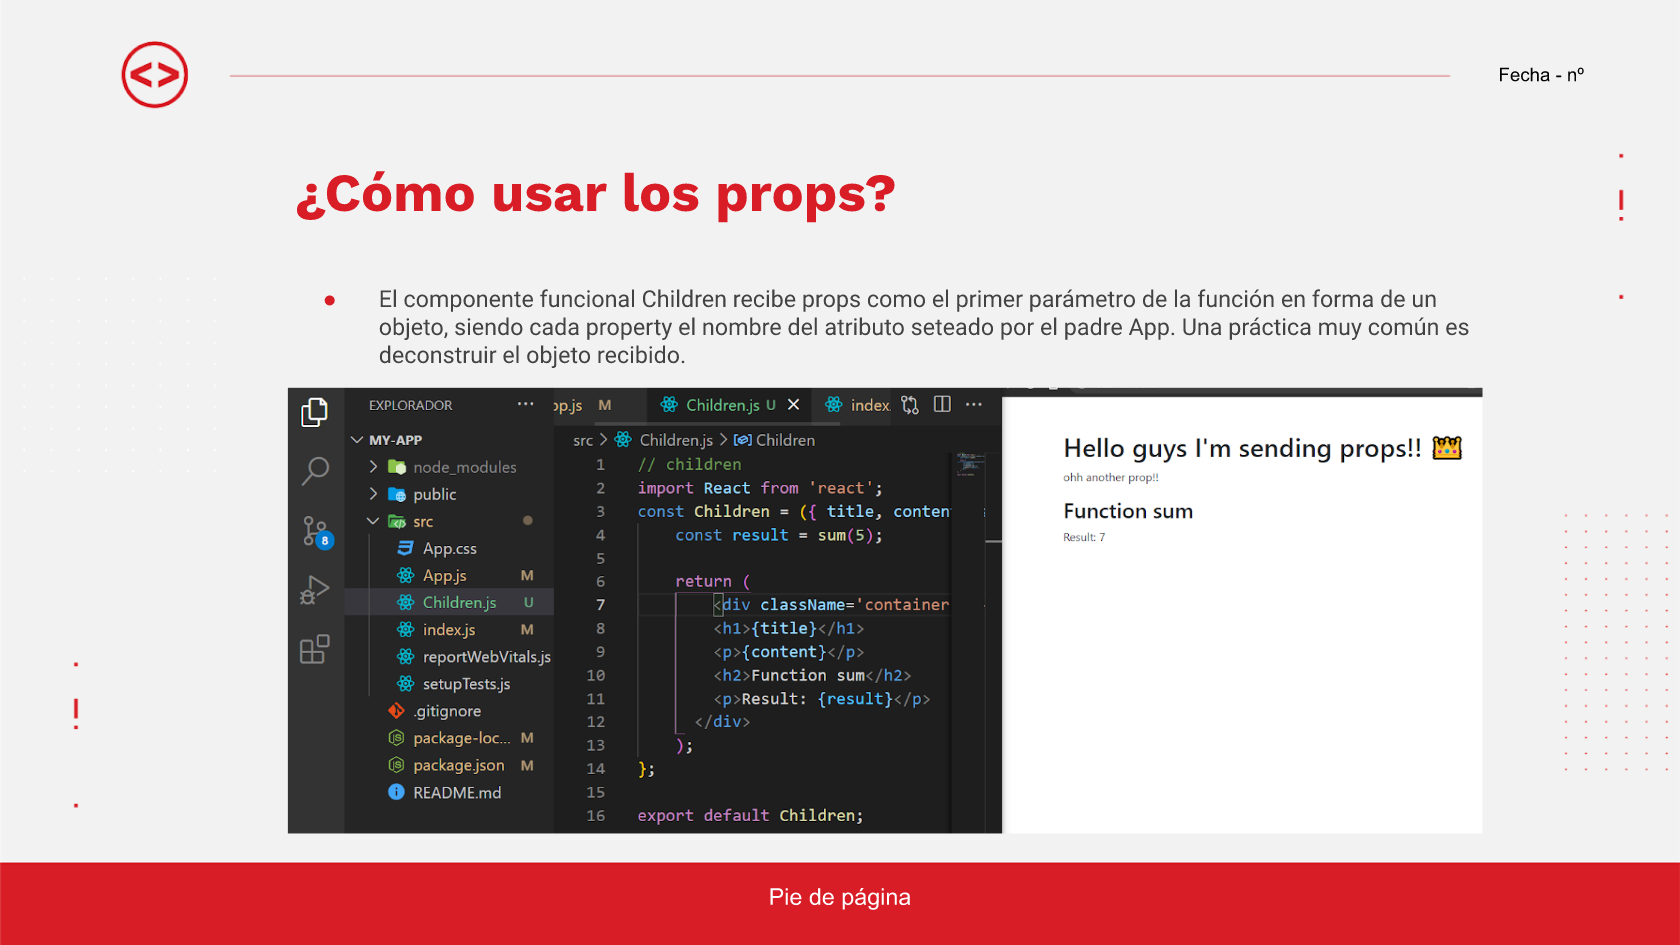 <>
Fecha - nº
¿Cómo usar los props?
El componente funcional Children recibe props como el primer parámetro de la función en forma de un
objeto, siendo cada property el nombre del atributo seteado por el padre App. Una práctica muy común es
deconstruir el objeto recibido.
EXPLORADOR
MY-APP
node_modules
public
src
App.css
App.js M
Children.js U
index.js M
reportWebVitals.js
setupTests.js
.gitignore
package-loc... M
package.json M
README.md
8
pp.js M
Children.js U
index.
src > Children.js > Children
1 // children
2 import React from 'react';
3 const Children = ({ title, conten
4 const result = sum(5);
5
6 return (
7 <div className='container
8 <h1>{title}</h1>
9 <p>{content}</p>
10 <h2>Function sum</h2>
11 <p>Result: {result}</p>
12 </div>
13 );
14 };
15
16 export default Children;
Hello guys I'm sending props!! 👑
ohh another prop!!
Function sum
Result: 7
Pie de página